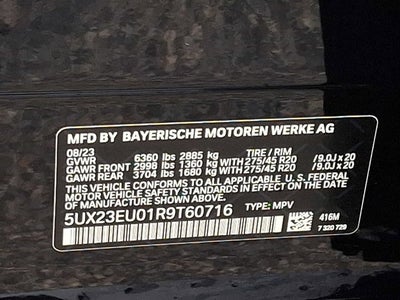 MFD BY BAYERISCHE MOTOREN WERKE AG
08/23 TIRE / RIM
GVWR 6360 lbs 2885 kg
GAWR FRONT 2998 lbs 1360 kg WITH 275/45 R20 / 9.0J x 20
GAWR REAR 3704 lbs 1680 kg WITH 275/45 R20 / 9.0J x 20
THIS VEHICLE CONFORMS TO ALL APPLICABLE U. S. FEDERAL
MOTOR VEHICLE SAFETY STANDARDS IN EFFECT ON THE DATE OF
MANUFACTURE SHOWN ABOVE.
5UX23EU01R9T60716 TYPE: MPV
416M
7 320 729